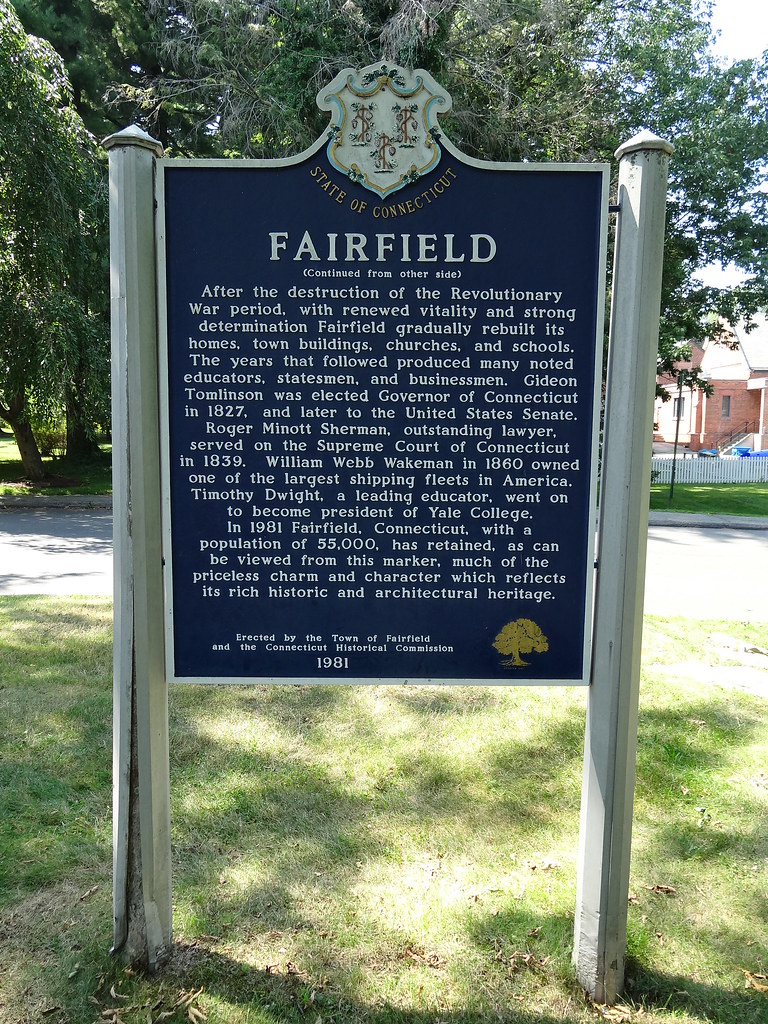 STATE OF CONNECTICUT
FAIRFIELD
(Continued from other side)
After the destruction of the Revolutionary
War period, with renewed vitality and strong
determination Fairfield gradually rebuilt its
homes, town buildings, churches, and schools.
The years that followed produced many noted
educators, statesmen, and businessmen. Gideon
Tomlinson was elected Governor of Connecticut
in 1827, and later to the United States Senate.
Roger Minott Sherman, outstanding lawyer,
served on the Supreme Court of Connecticut
in 1839. William Webb Wakeman in 1860 owned
one of the largest shipping fleets in America.
Timothy Dwight, a leading educator, went on
to become president of Yale College.
In 1981 Fairfield, Connecticut, with a
population of 55,000, has retained, as can
be viewed from this marker, much of the
priceless charm and character which reflects
its rich historic and architectural heritage.
Erected by the Town of Fairfield
and the Connecticut Historical Commission
1981